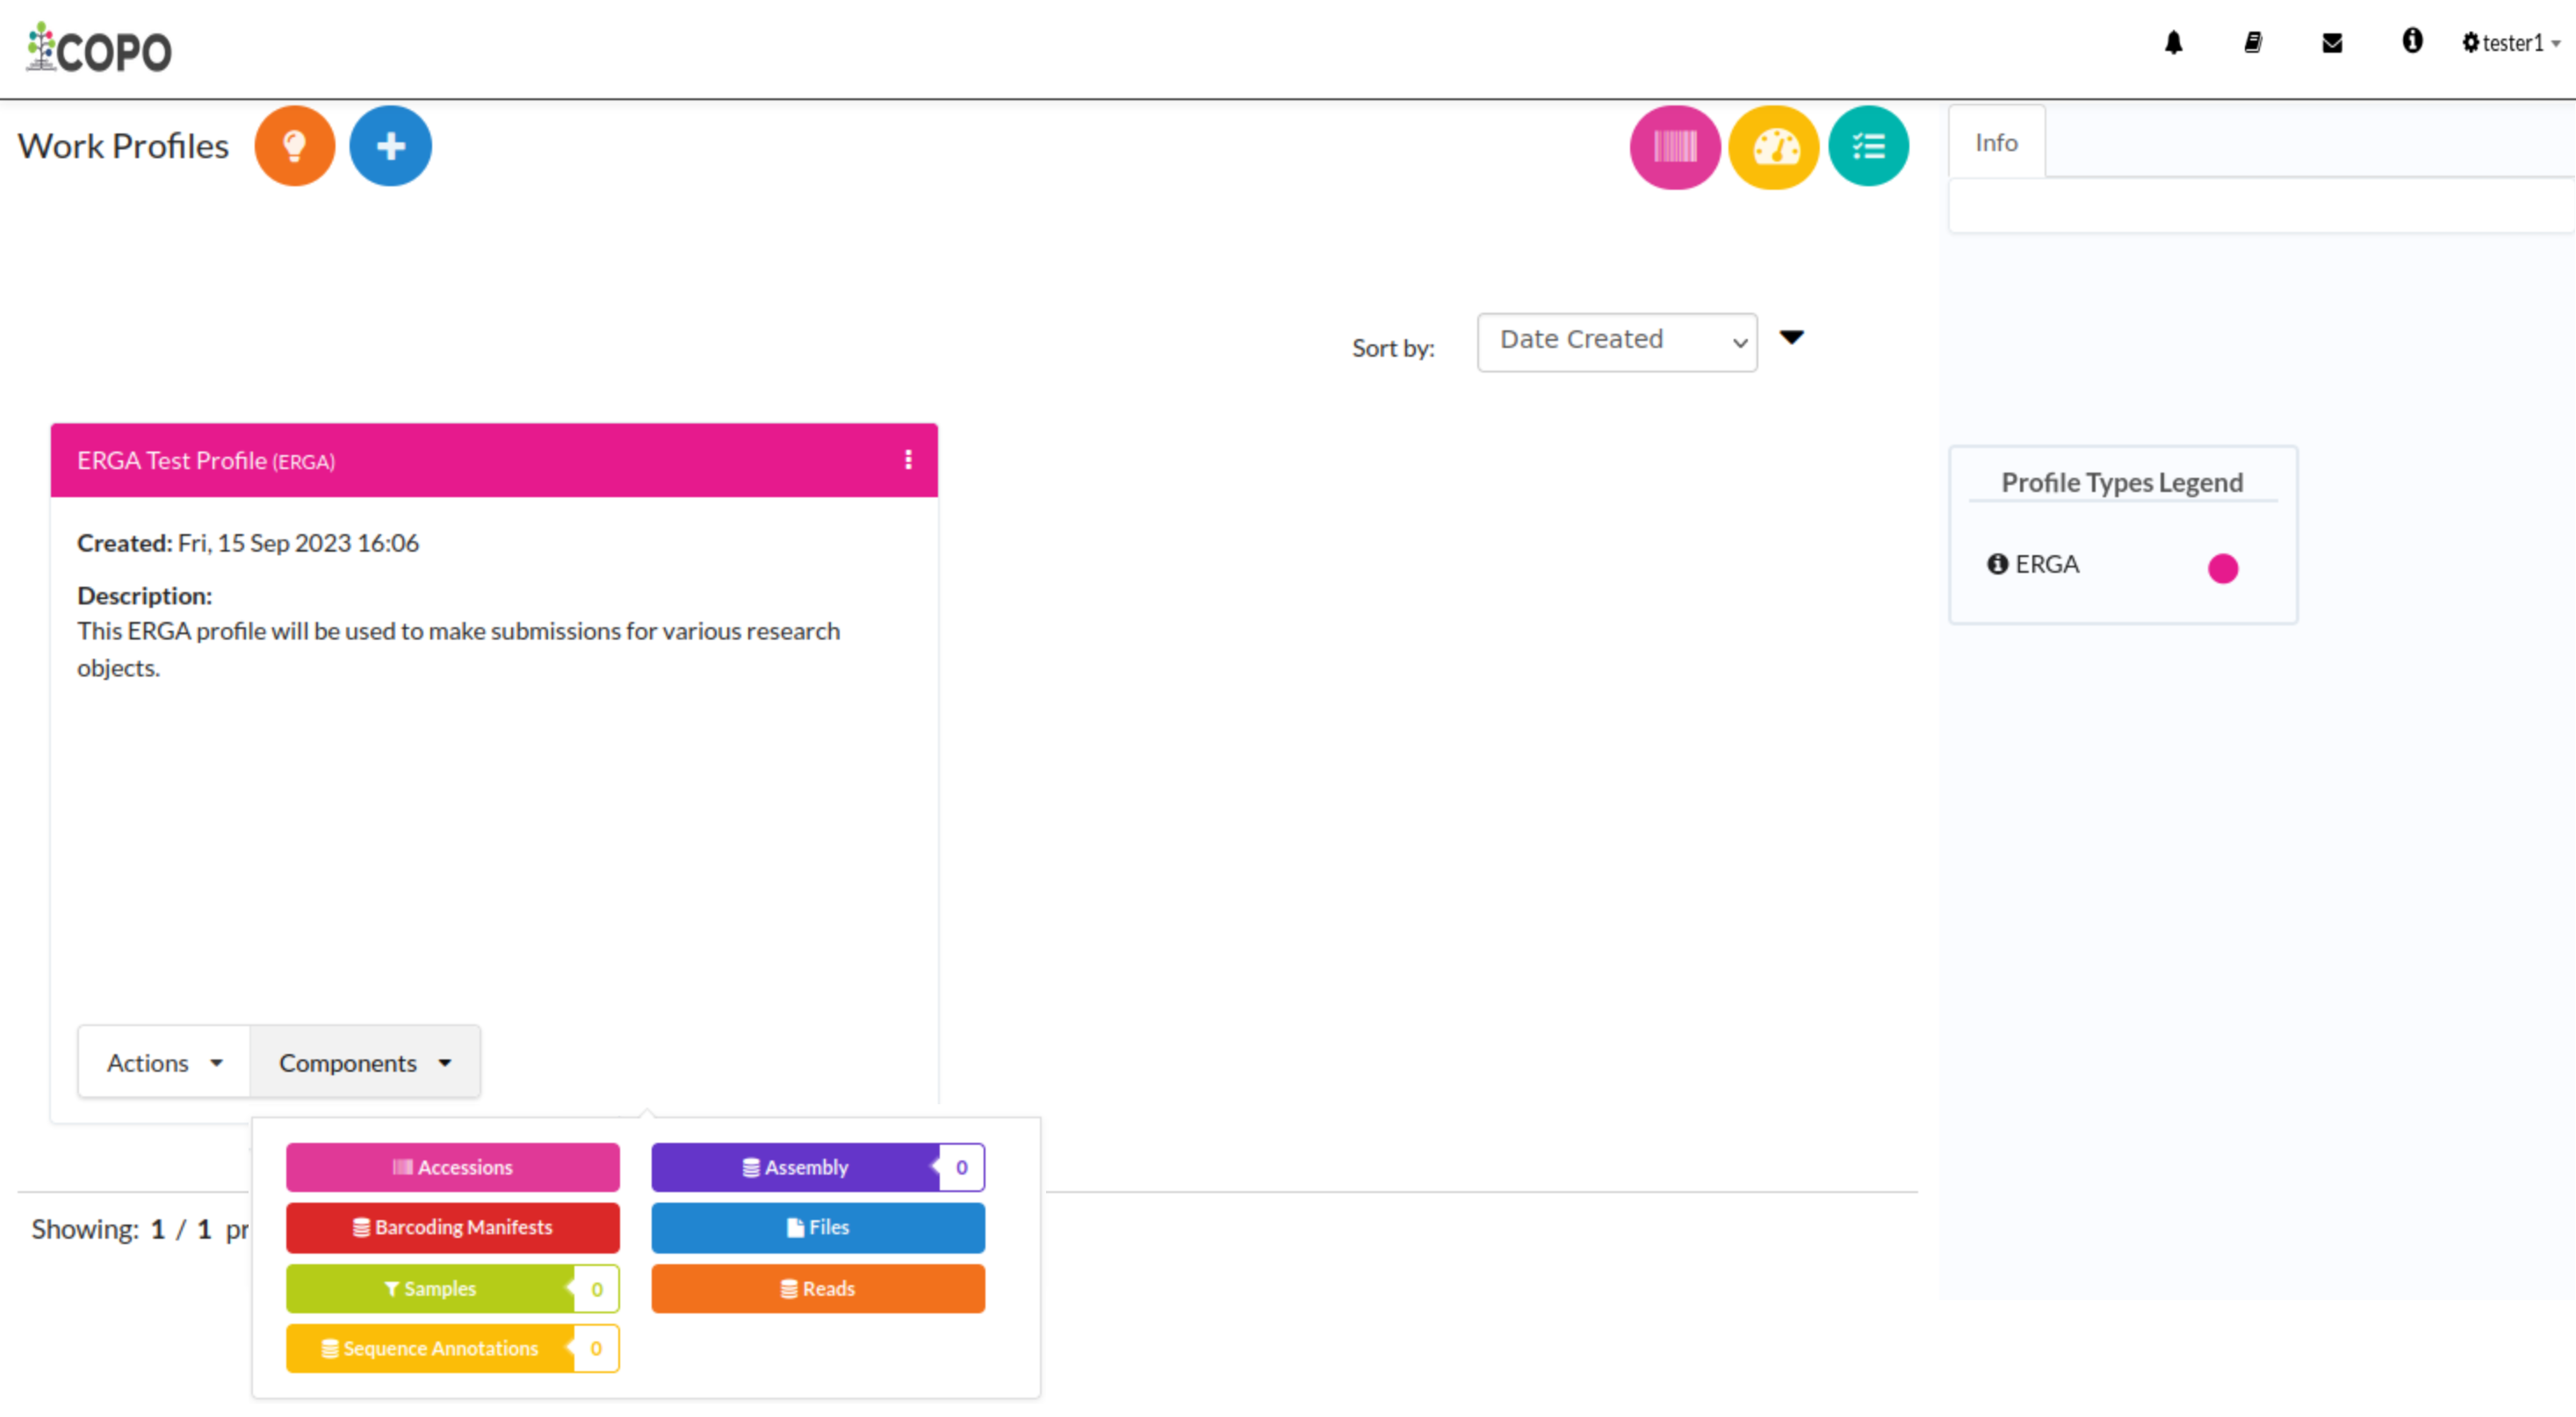 COPO
tester1
Work Profiles
Info
Sort by: Date Created
ERGA Test Profile (ERGA)
Created: Fri, 15 Sep 2023 16:06
Description:
This ERGA profile will be used to make submissions for various research
objects.
Profile Types Legend
ERGA
Actions Components
Accessions Assembly 0
Showing: 1 / 1 pr
Barcoding Manifests Files
Samples 0 Reads
Sequence Annotations 0